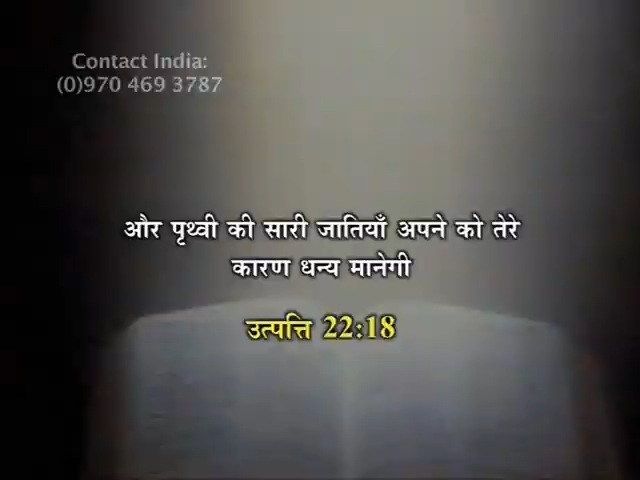 Contact India:
(0)970 469 3787
और पृथ्वी की सारी जातियाँ अपने को तेरे
कारण धन्य मानेगी
उत्पत्ति 22:18